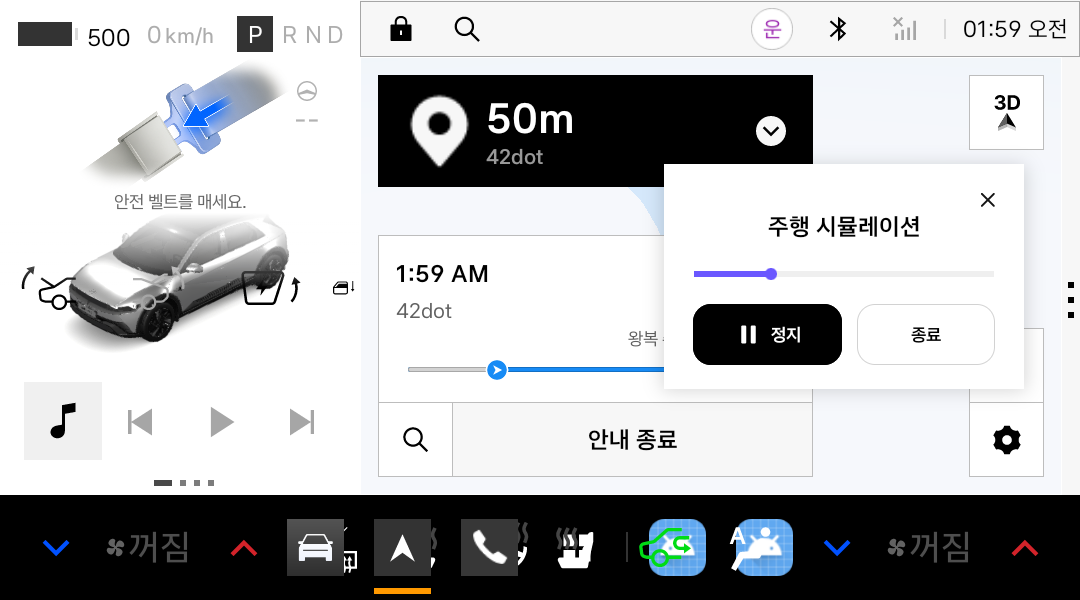 500 0 km/h P R N D
운 01:59 오전
안전 벨트를 매세요.
50m
42dot
3D
주행 시뮬레이션
정지 종료
1:59 AM
42dot
왕복
안내 종료
꺼짐 A 꺼짐